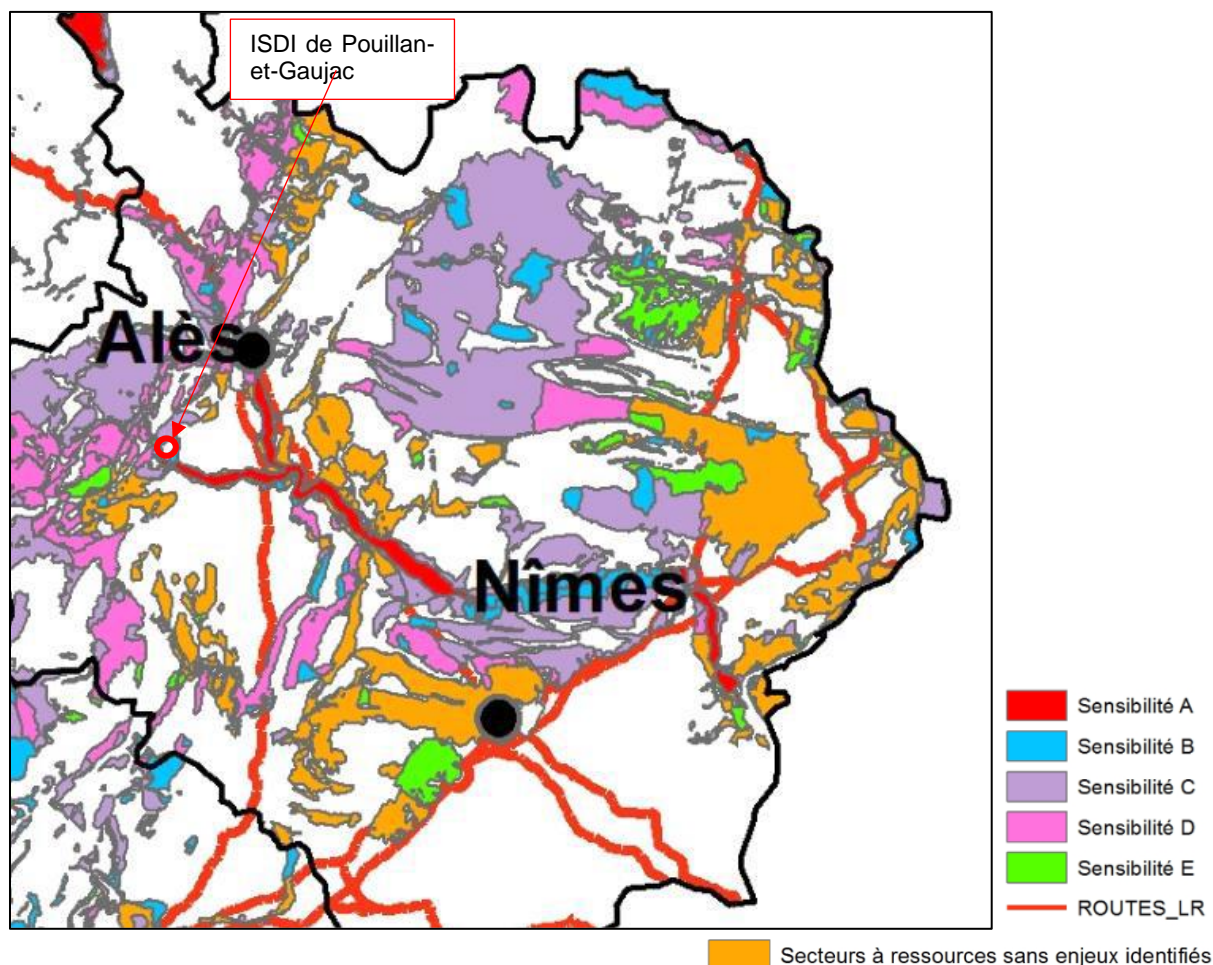 ISDI de Pouillan-
et-Gaujac
Alès
Nîmes
Sensibilité A
Sensibilité B
Sensibilité C
Sensibilité D
Sensibilité E
ROUTES_LR
Secteurs à ressources sans enjeux identifiés